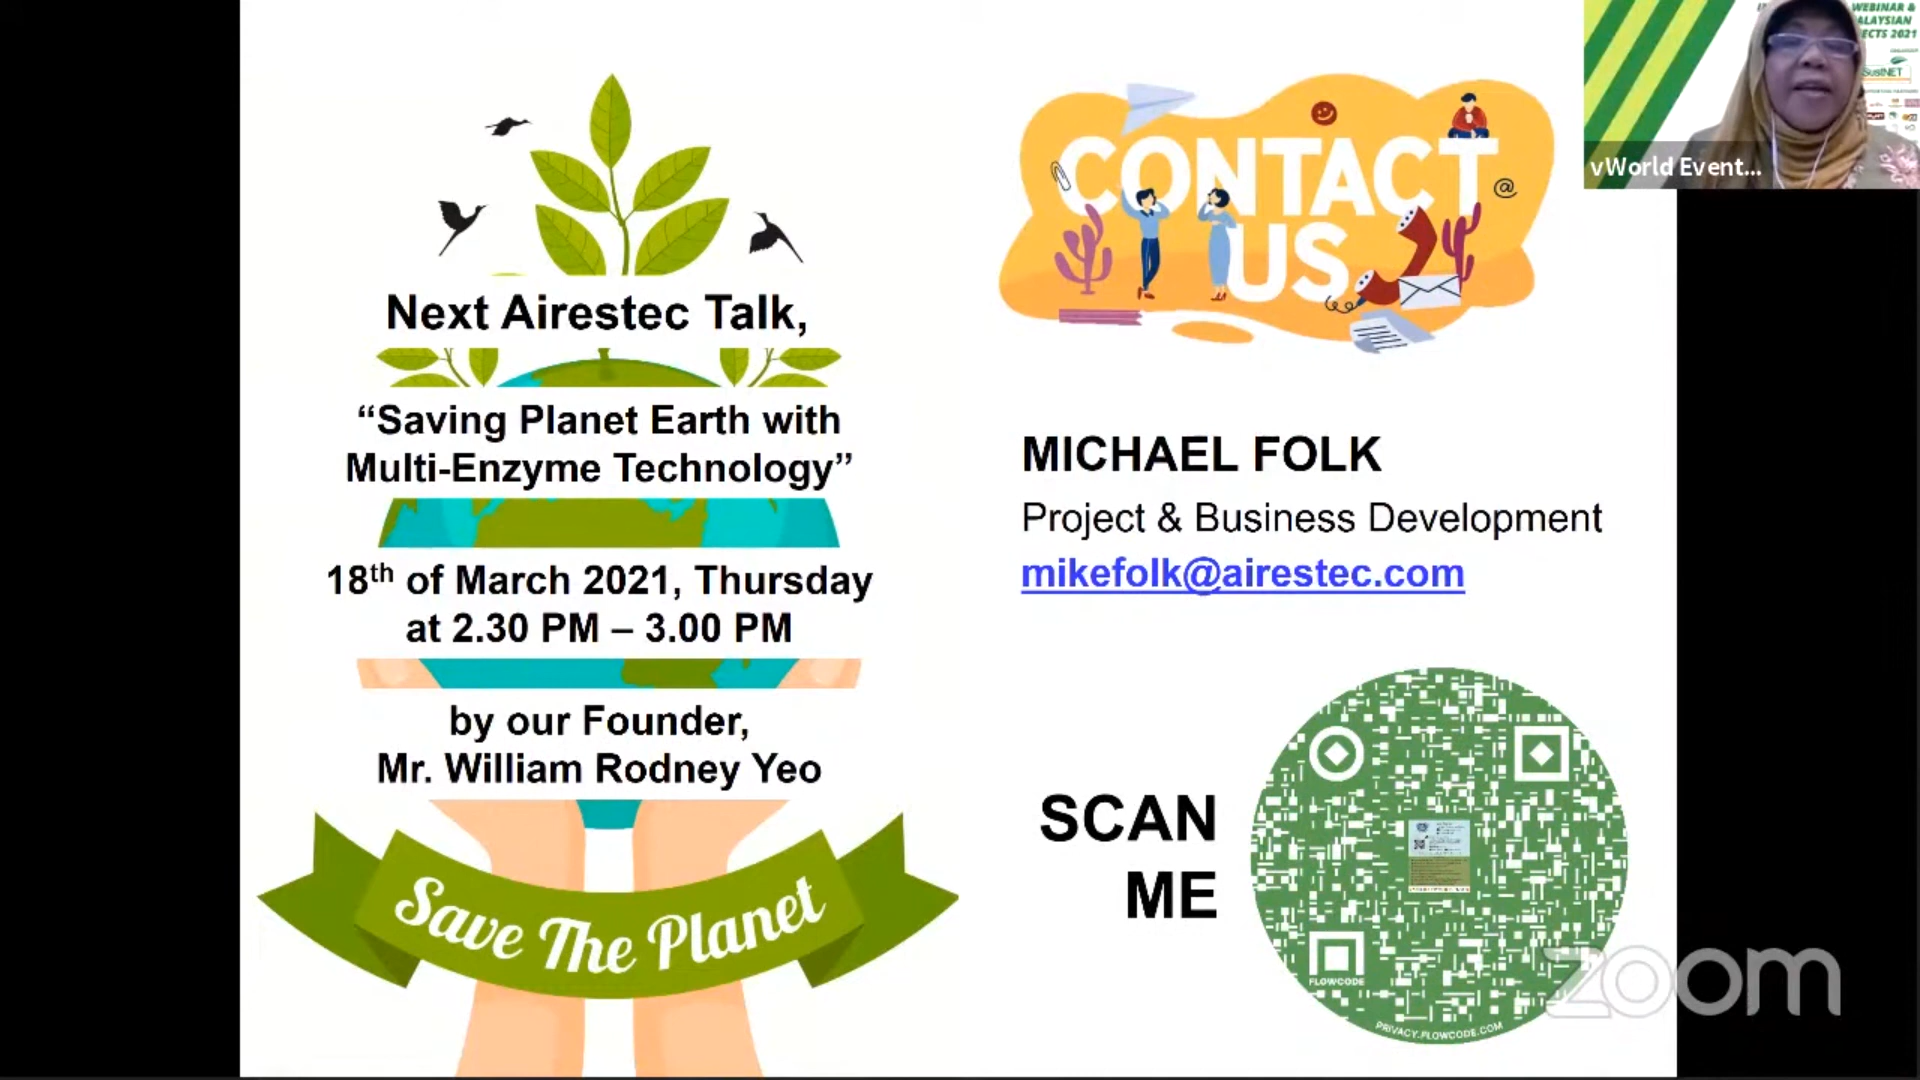 Next Airestec Talk,
“Saving Planet Earth with
Multi-Enzyme Technology”
18th of March 2021, Thursday
at 2.30 PM – 3.00 PM
by our Founder,
Mr. William Rodney Yeo
Save The Planet
CONTACT
US
@
MICHAEL FOLK
Project & Business Development
mikefolk@airestec.com
SCAN
ME
FLOWCODE
PRIVACY.FLOWCODE.COM
zoom
WEBINAR &
ECTS 2021
SustNET
vWorld Event...